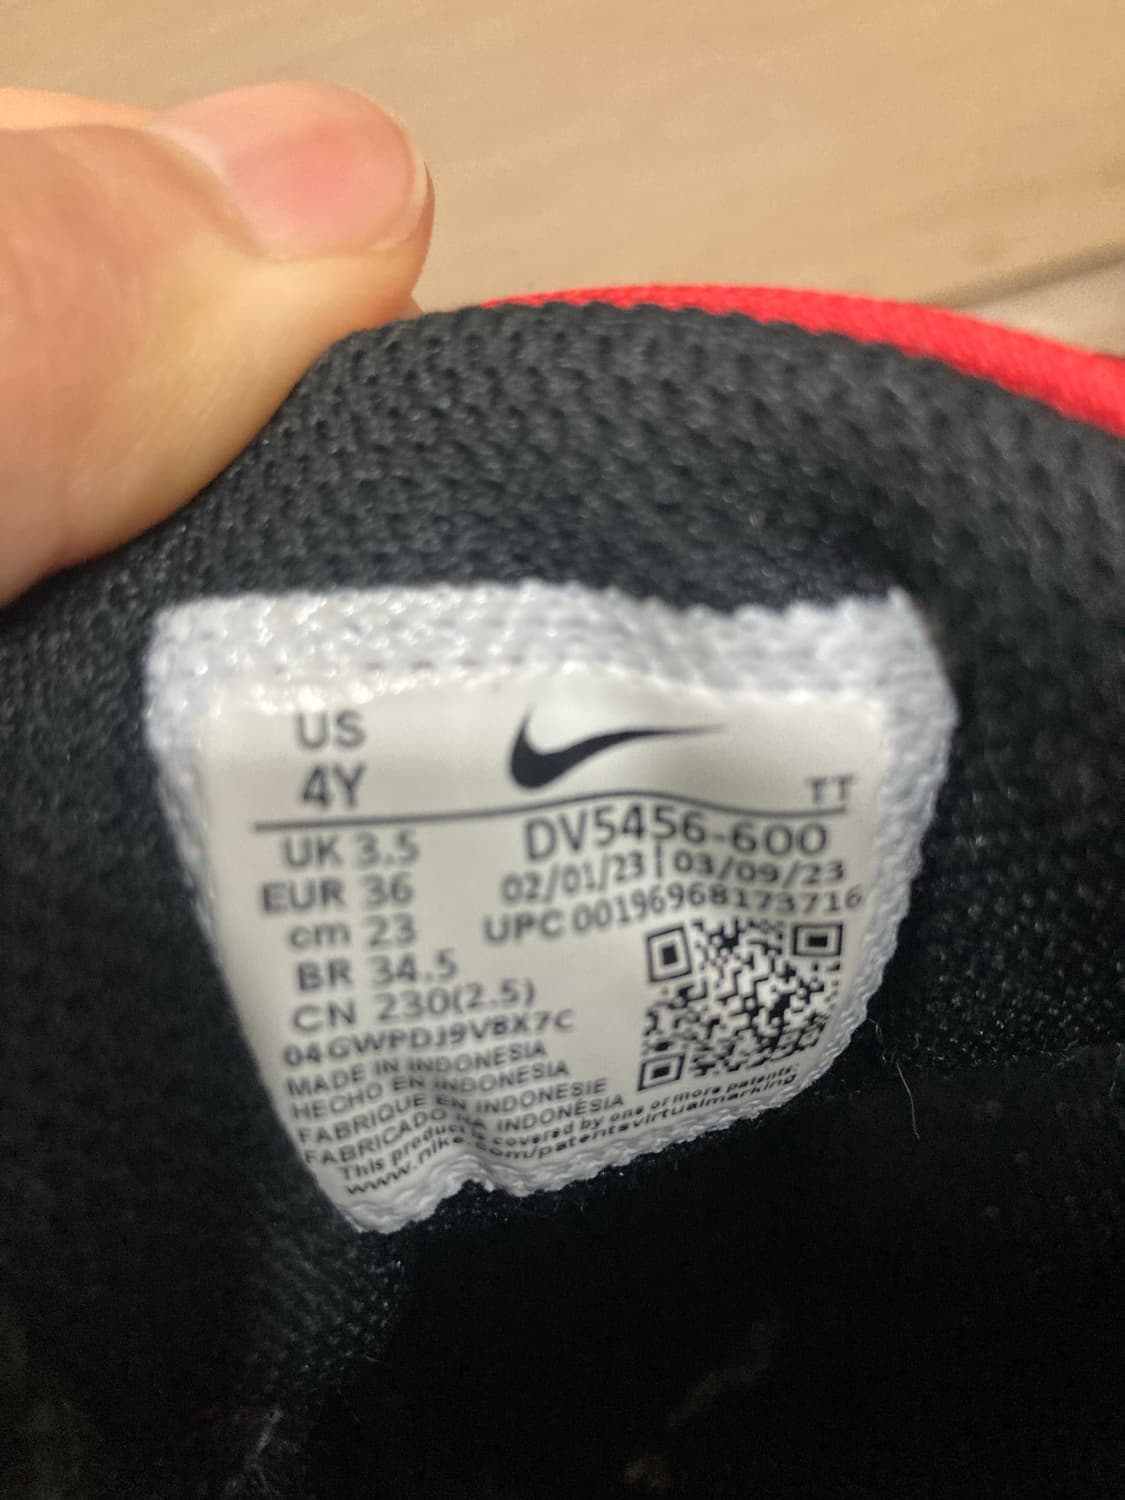 US
4Y
TT
UK 3.5
EUR 36
cm 23
BR 34.5
CN 230(2.5)
DV5456-600
02/01/23 | 03/09/23
UPC 00196968173716
04GWPDJ9V8X7C
MADE IN INDONESIA
HECHO EN INDONESIA
FABRIQUE EN INDONESIE
FABRICADO NA INDONÉSIA
This product is covered by one or more patents:
www.nike.com/patentsvirtualmarking